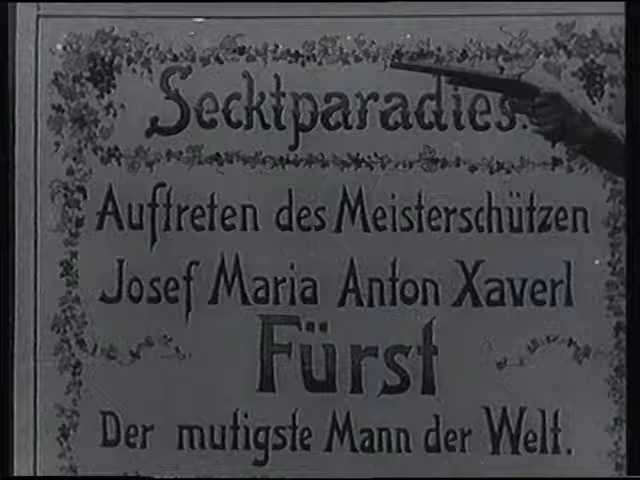 Secktparadies.
Auftreten des Meisterschützen
Josef Maria Anton Xaverl
Fürst
Der mutigste Mann der Welt.